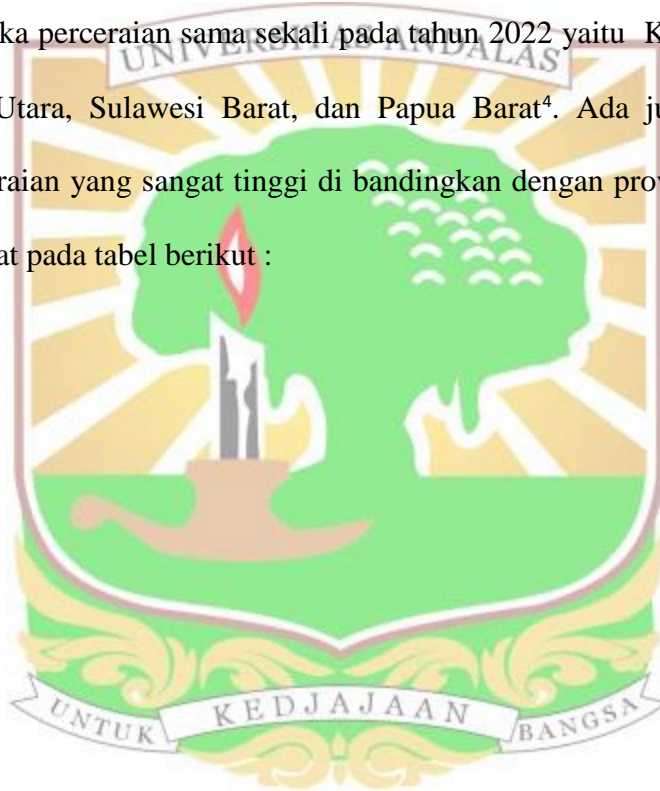 ka perceraian sama sekali pada tahun 2022 yaitu K
UNIVERSITAS ANDALAS
Utara, Sulawesi Barat, dan Papua Barat⁴. Ada ju
raian yang sangat tinggi di bandingkan dengan prov
at pada tabel berikut :
UNTUK KEDJAJAAN BANGSA